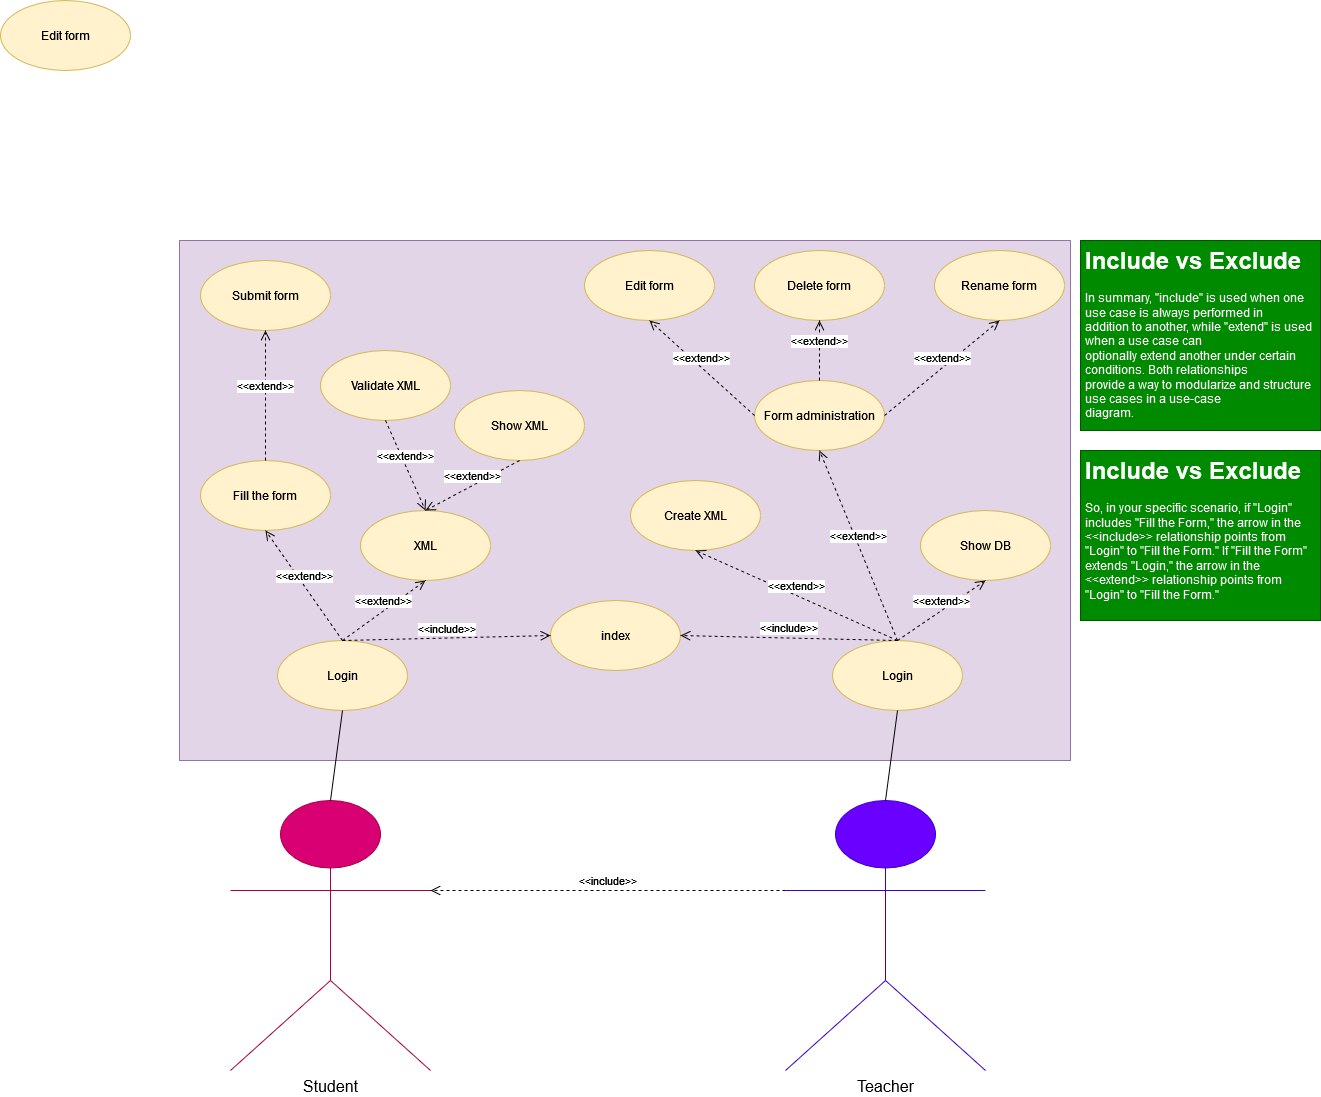 Edit form
Submit form
Edit form
Delete form
Rename form
<<extend>>
<<extend>>
<<extend>>
<<extend>>
Validate XML
Show XML
Form administration
<<extend>>
<<extend>>
Fill the form
XML
Create XML
Show DB
<<extend>>
<<extend>>
<<extend>>
<<extend>>
<<extend>>
<<include>>
index
<<include>>
Login
Login
<<include>>
Student
Teacher
Include vs Exclude
In summary, "include" is used when one
use case is always performed in
addition to another, while "extend" is used
when a use case can
optionally extend another under certain
conditions. Both relationships
provide a way to modularize and structure
use cases in a use-case
diagram.
Include vs Exclude
So, in your specific scenario, if "Login"
includes "Fill the Form," the arrow in the
<<include>> relationship points from
"Login" to "Fill the Form." If "Fill the Form"
extends "Login," the arrow in the
<<extend>> relationship points from
"Login" to "Fill the Form."